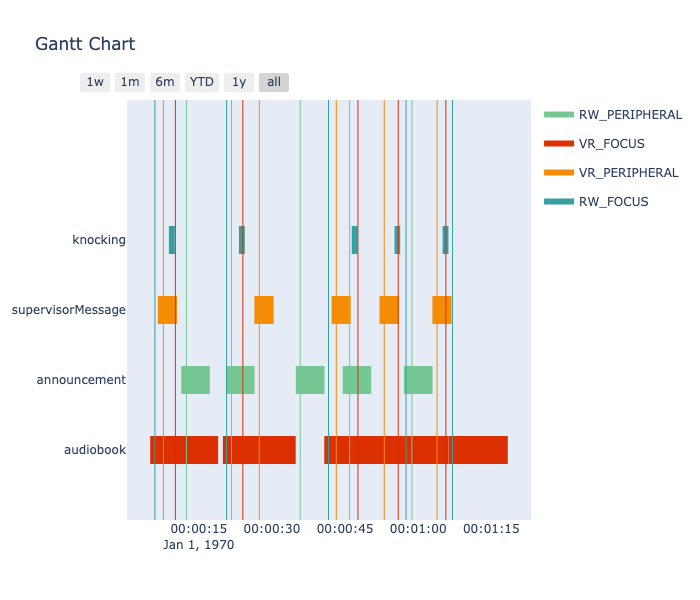 Gantt Chart
1w 1m 6m YTD 1y all
RW_PERIPHERAL
VR_FOCUS
VR_PERIPHERAL
RW_FOCUS
knocking
supervisorMessage
announcement
audiobook
00:00:15 00:00:30 00:00:45 00:01:00 00:01:15
Jan 1, 1970